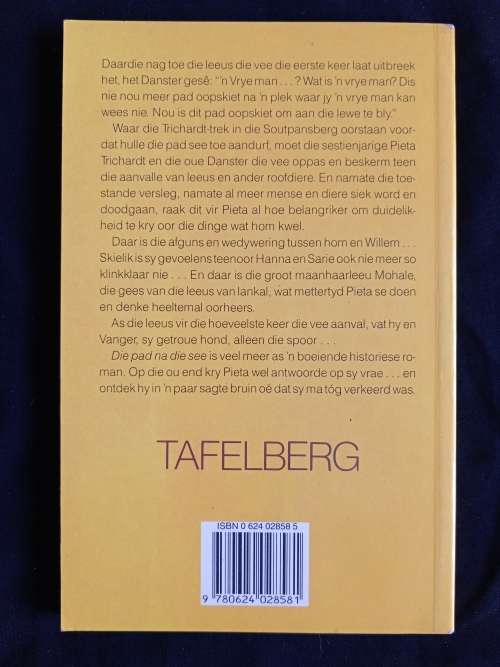 Daardie nag toe die leeus die vee die eerste keer laat uitbreek
het, het Danster gesê: "'n Vrye man . . . ? Wat is 'n vrye man? Dis
nie nou meer pad oopskiet na 'n plek waar jy 'n vrye man kan
wees nie. Nou is dit pad oopskiet om aan die lewe te bly."
Waar die Trichardt-trek in die Soutpansberg oorstaan voor-
dat hulle die pad see toe aandurf, moet die sestienjarige Pieta
Trichardt en die oue Danster die vee oppas en beskerm teen
die aanvalle van leeus en ander roofdiere. En namate die toe-
stande versleg, namate al meer mense en diere siek word en
doodgaan, raak dit vir Pieta al hoe belangriker om duidelik-
heid te kry oor die dinge wat hom kwel.
Daar is die afguns en wedywering tussen hom en Willem . . .
Skielik is sy gevoelens teenoor Hanna en Sarie ook nie meer so
klinkklaar nie . . . En daar is die groot maanhaarleeu Mohale,
die gees van die leeus van lankal, wat mettertyd Pieta se doen
en denke heeltemal oorheers.
As die leeus vir die hoeveelste keer die vee aanval, vat hy en
Vanger, sy getroue hond, alleen die spoor . . .
Die pad na die see is veel meer as 'n boeiende historiese ro-
man. Op die ou end kry Pieta wel antwoorde op sy vrae . . . en
ontdek hy in 'n paar sagte bruin oë dat sy ma tóg verkeerd was.
TAFELBERG
ISBN 0 624 02858 5
9 780624 028581